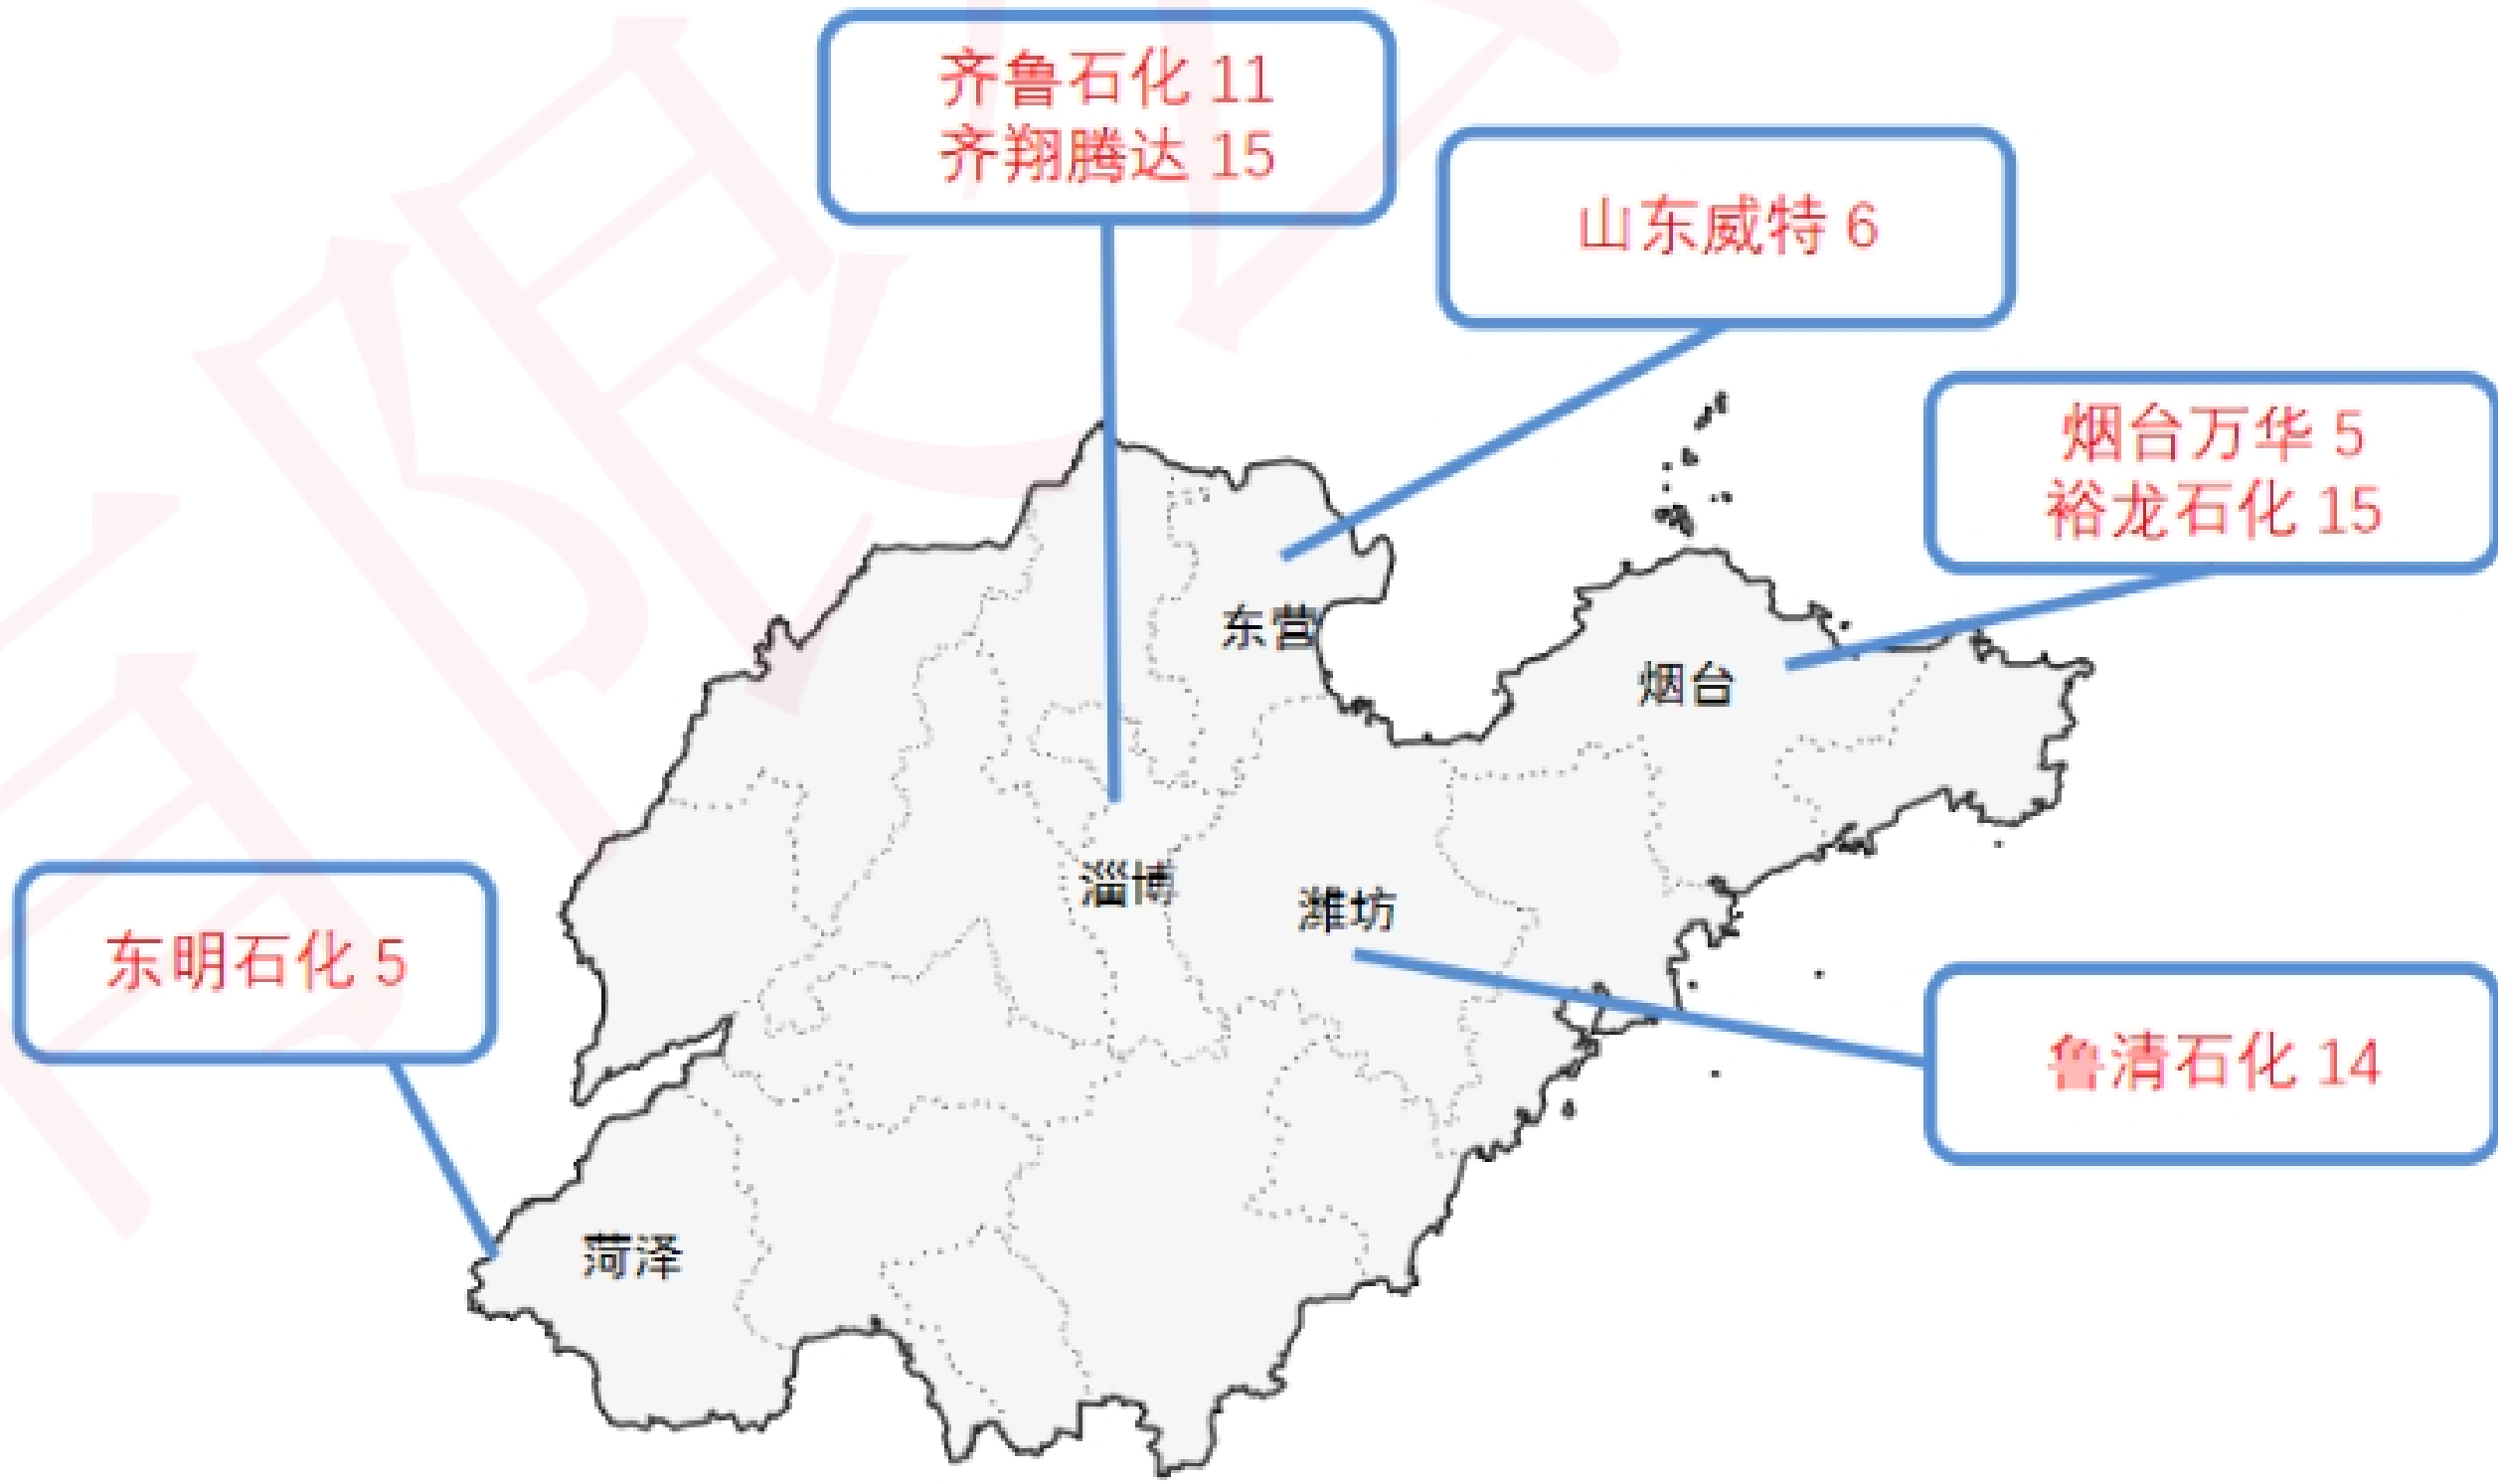 齐鲁石化 11
齐翔腾达 15
山东威特 6
烟台万华 5
裕龙石化 15
东营
烟台
淄博
潍坊
东明石化 5
鲁清石化 14
菏泽